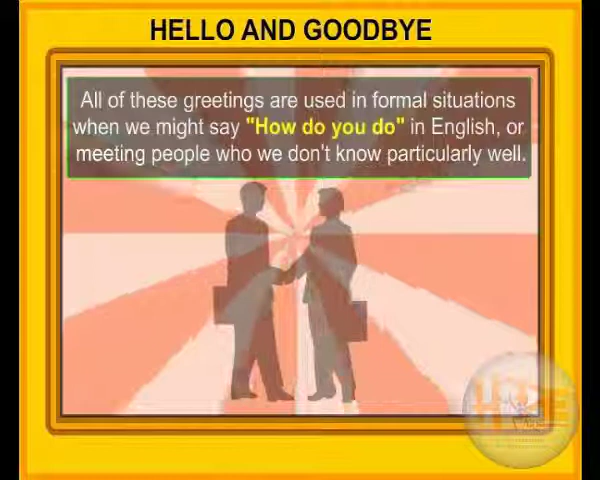 HELLO AND GOODBYE
All of these greetings are used in formal situations
when we might say "How do you do" in English, or
meeting people who we don't know particularly well.